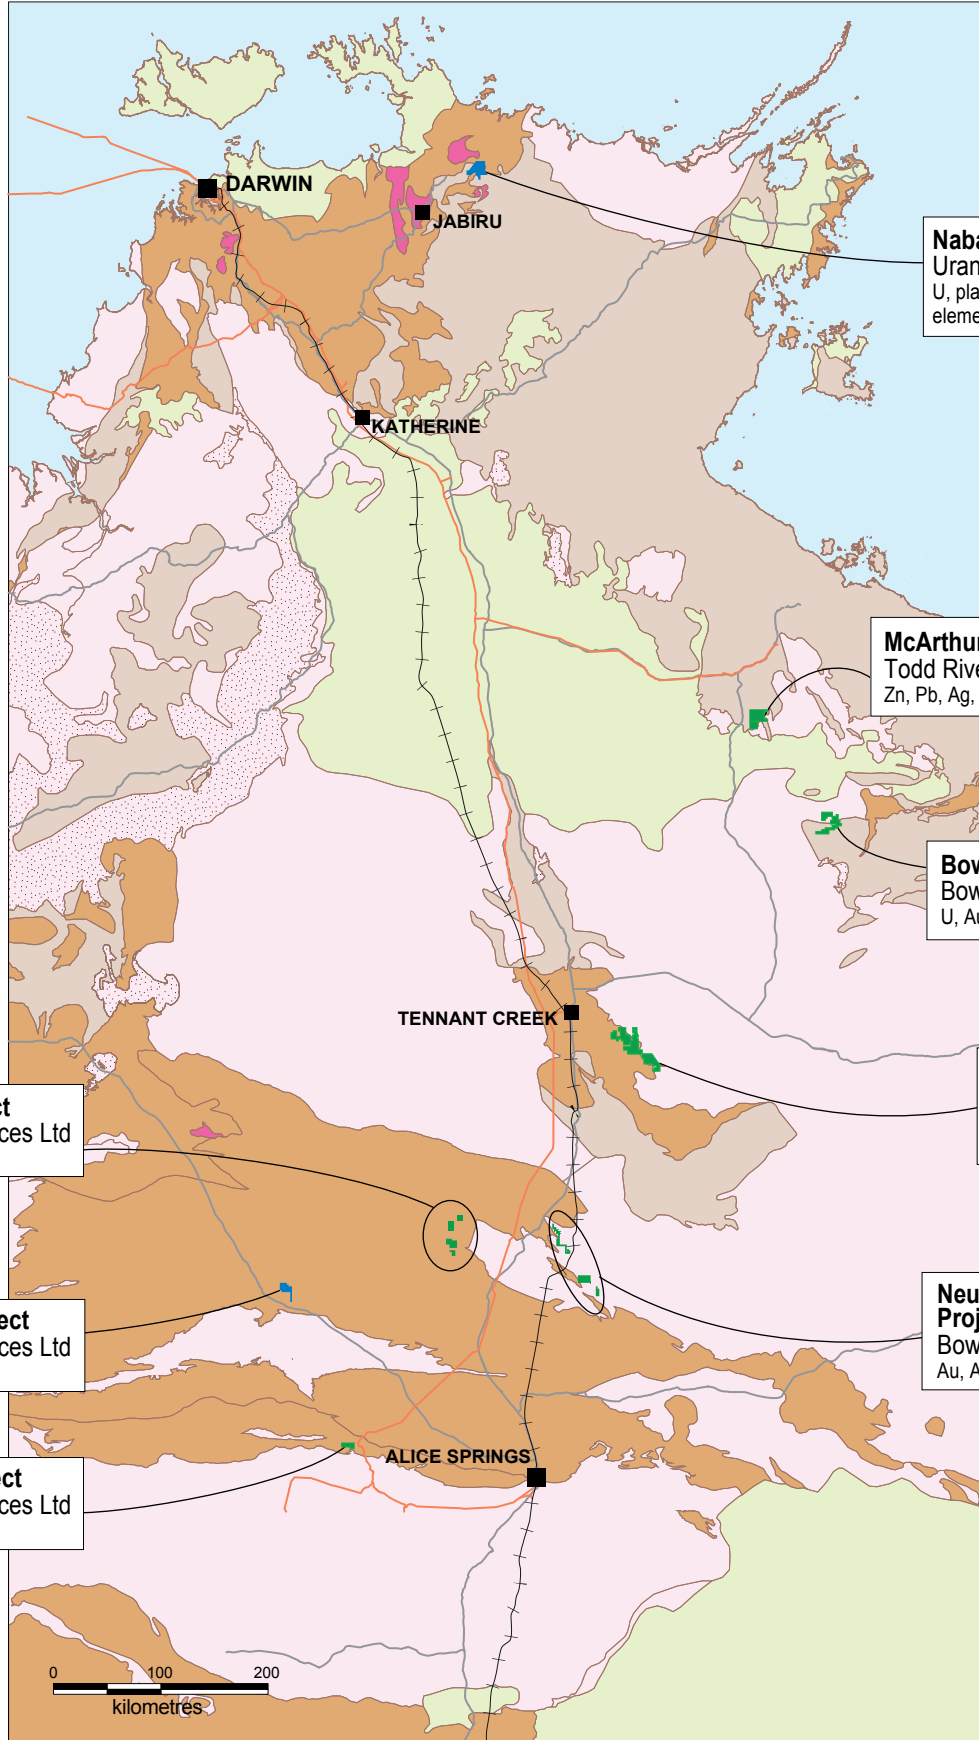 DARWIN
JABIRU
Naba
Uran
U, pla
eleme
KATHERINE
McArthur
Todd Rive
Zn, Pb, Ag,
Bow
Bow
U, Au
TENNANT CREEK
ct
ces Ltd
Neu
Proj
Bow
Au, A
ect
ces Ltd
ALICE SPRINGS
ect
ces Ltd
0 100 200
kilometres